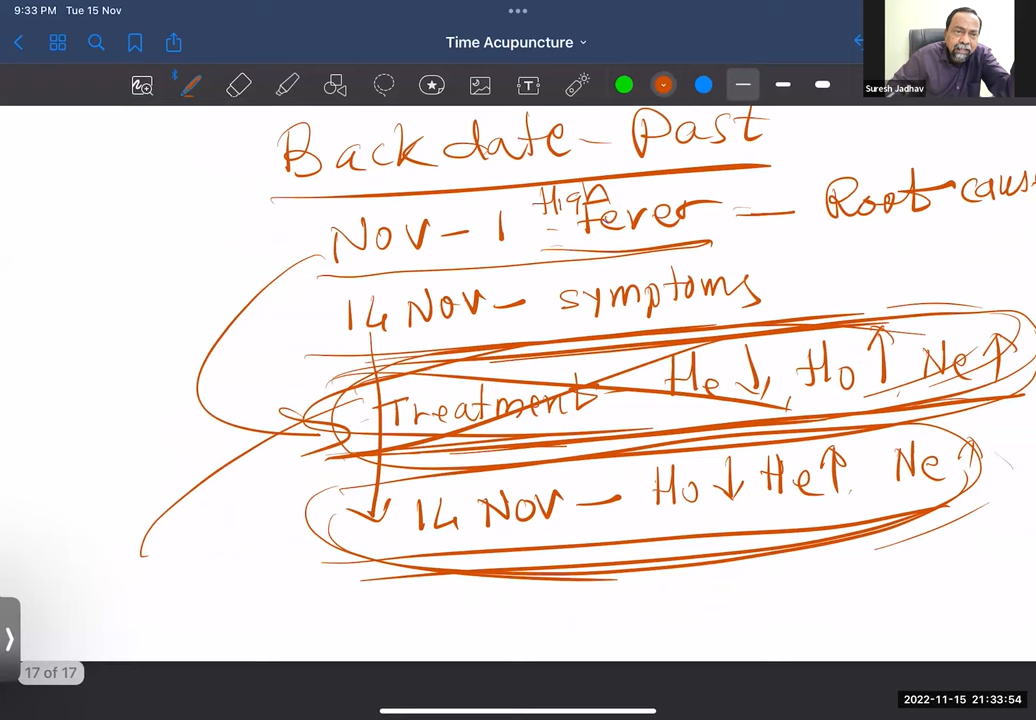 9:33 PM Tue 15 Nov
Time Acupuncture
Suresh Jadhav
Backdate - Past
Nov - 1 High fever - Root caus
14 Nov - symptoms
Treatment - He ↓, Ho ↑ Ne ↑
14 Nov - Ho ↓ He ↑ Ne ↑
17 of 17
2022-11-15 21:33:54